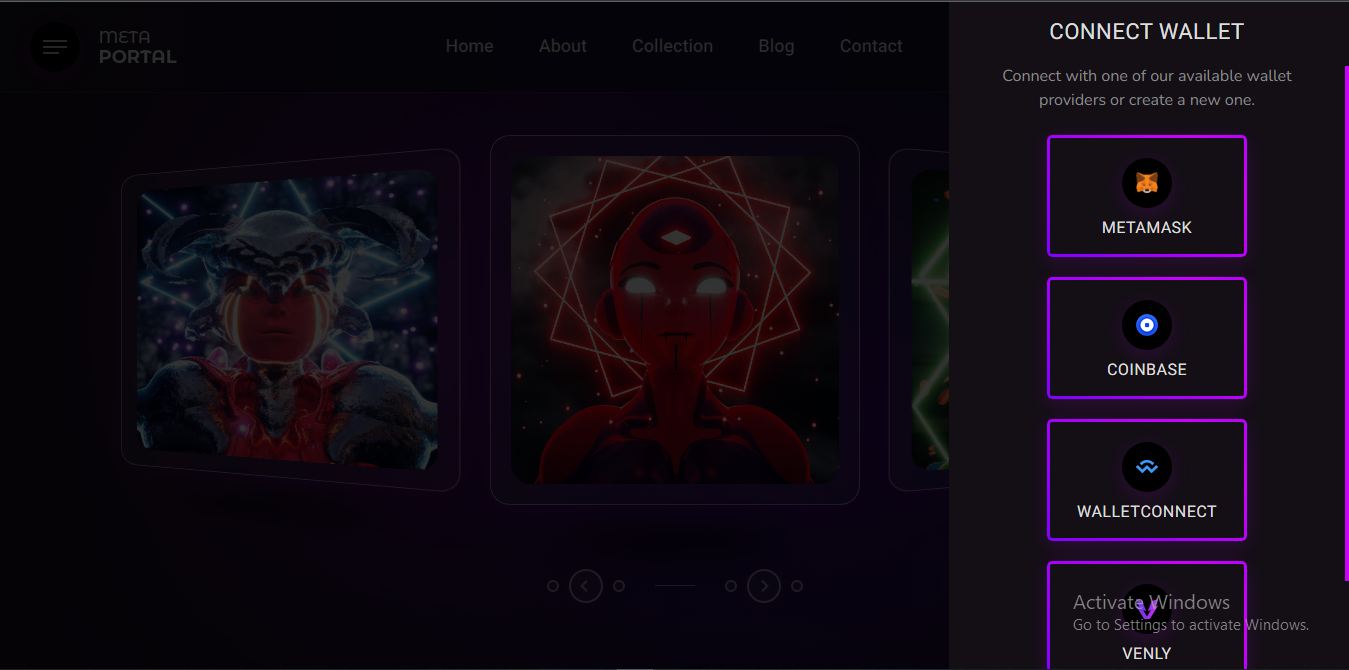 META
PORTAL
Home About Collection Blog Contact
CONNECT WALLET
Connect with one of our available wallet
providers or create a new one.
METAMASK
COINBASE
WALLETCONNECT
Activate Windows
Go to Settings to activate Windows.
VENLY